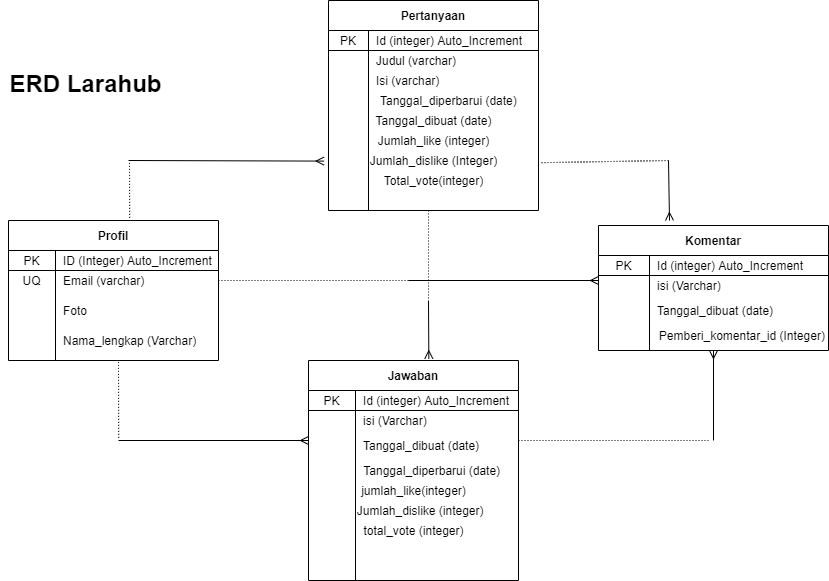 Pertanyaan
PK Id (integer) Auto_Increment
Judul (varchar)
Isi (varchar)
Tanggal_diperbarui (date)
Tanggal_dibuat (date)
Jumlah_like (integer)
Jumlah_dislike (Integer)
Total_vote(integer)
ERD Larahub
Profil
PK ID (Integer) Auto_Increment
UQ Email (varchar)
Foto
Nama_lengkap (Varchar)
Komentar
PK Id (integer) Auto_Increment
isi (Varchar)
Tanggal_dibuat (date)
Pemberi_komentar_id (Integer)
Jawaban
PK Id (integer) Auto_Increment
isi (Varchar)
Tanggal_dibuat (date)
Tanggal_diperbarui (date)
jumlah_like(integer)
Jumlah_dislike (integer)
total_vote (integer)